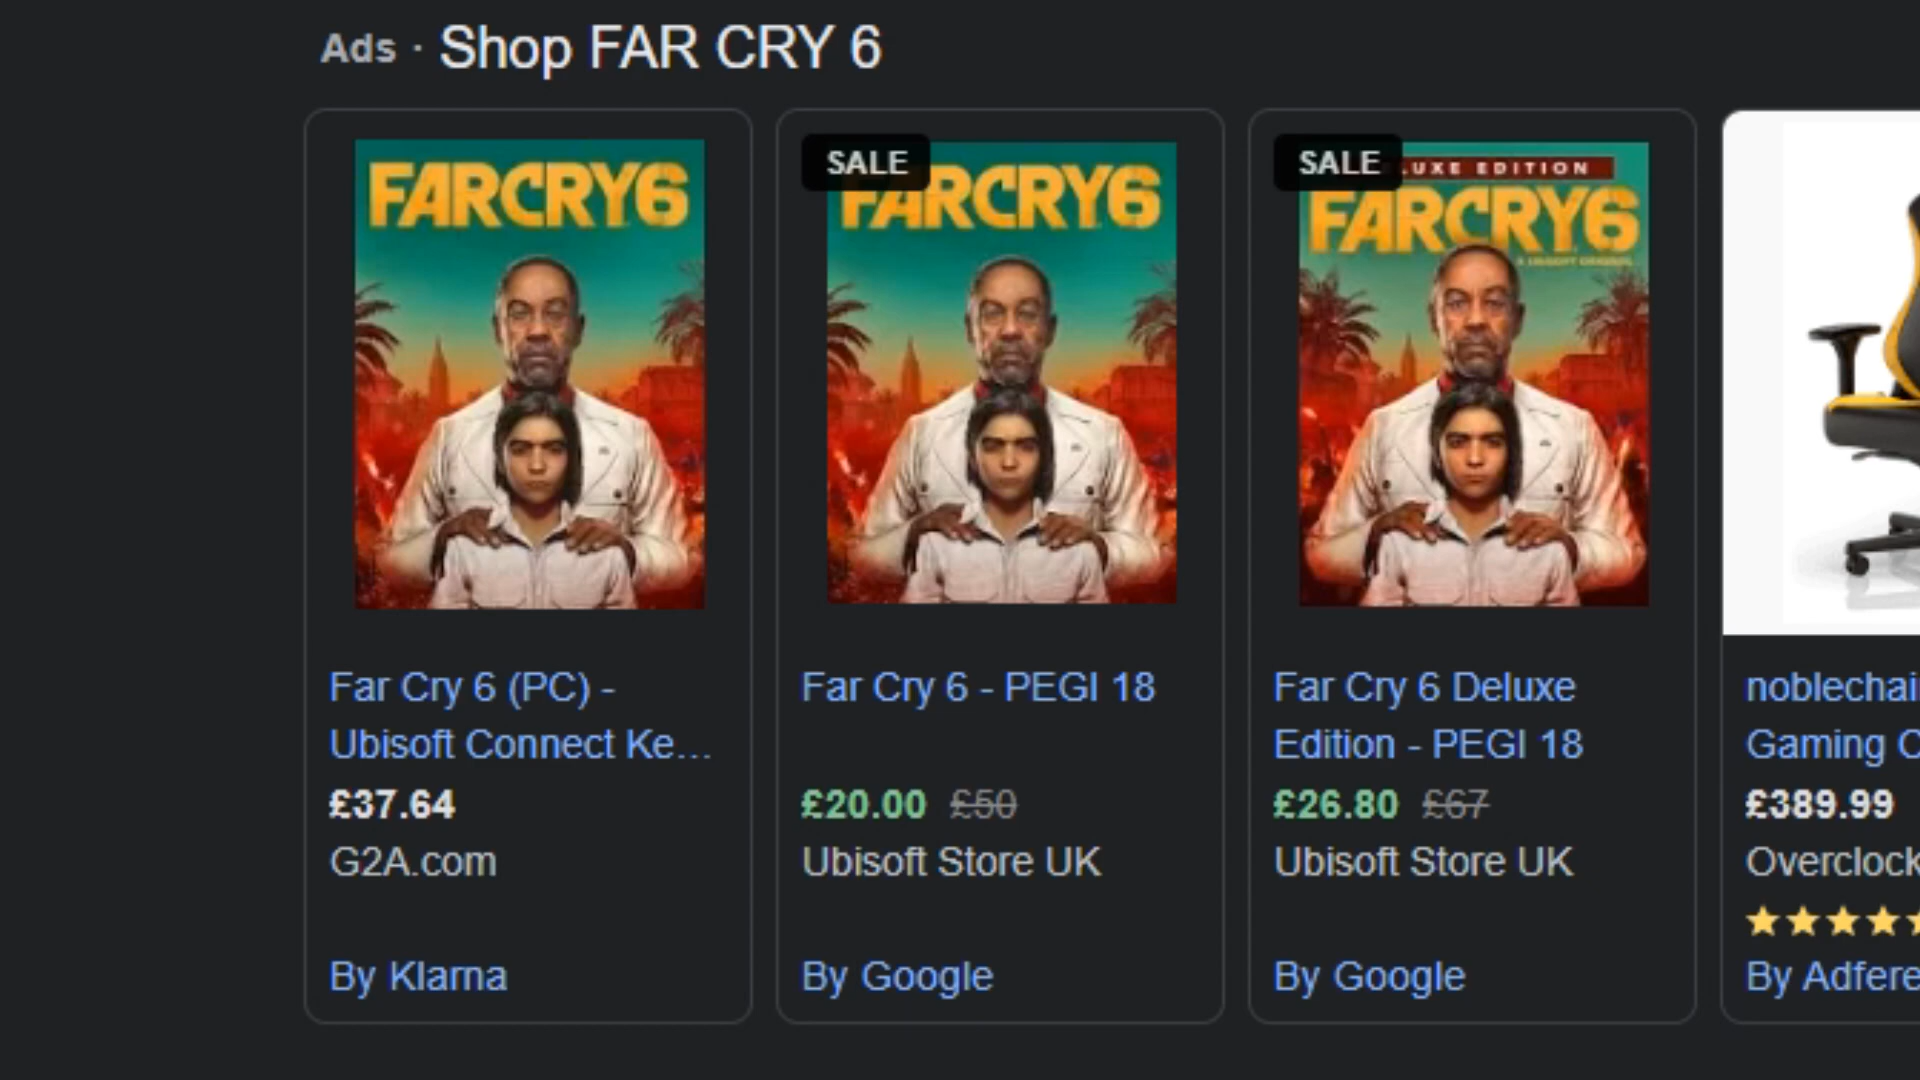 Ads · Shop FAR CRY 6
FARCRY6
Far Cry 6 (PC) -
Ubisoft Connect Ke...
£37.64
G2A.com
By Klarna
SALE
FARCRY6
Far Cry 6 - PEGI 18
£20.00 £50
Ubisoft Store UK
By Google
SALE
LUXE EDITION
FARCRY6
A UBISOFT ORIGINAL
Far Cry 6 Deluxe
Edition - PEGI 18
£26.80 £67
Ubisoft Store UK
By Google
noblechai
Gaming C
£389.99
Overclock
By Adfere